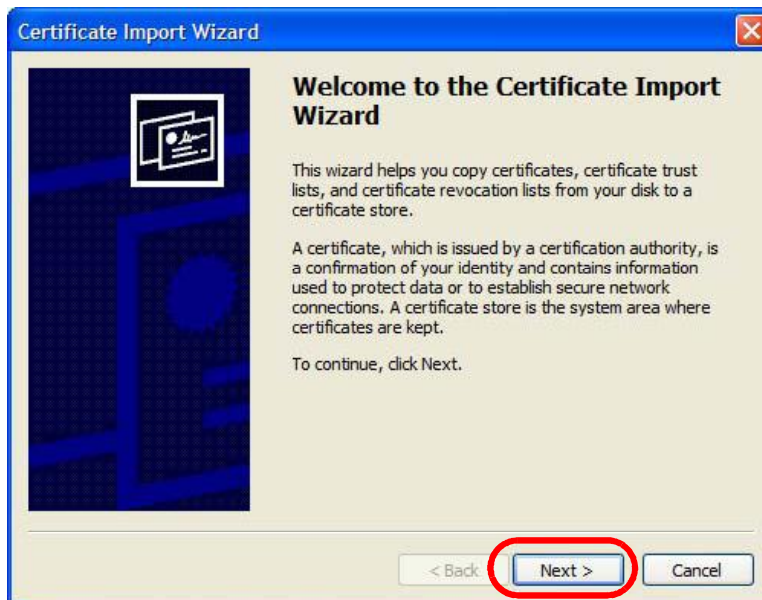 Certificate Import Wizard
Welcome to the Certificate Import
Wizard
This wizard helps you copy certificates, certificate trust
lists, and certificate revocation lists from your disk to a
certificate store.
A certificate, which is issued by a certification authority, is
a confirmation of your identity and contains information
used to protect data or to establish secure network
connections. A certificate store is the system area where
certificates are kept.
To continue, click Next.
< Back
Next >
Cancel